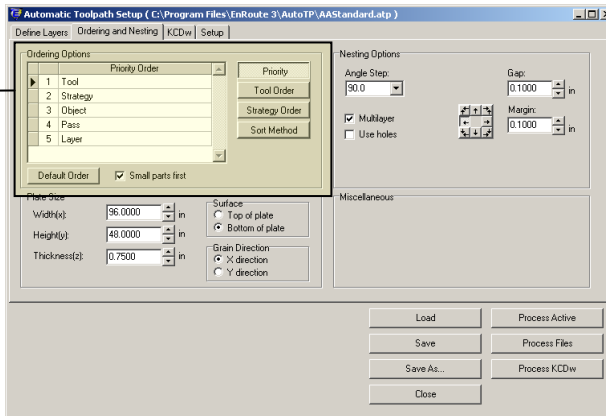 Automatic Toolpath Setup ( C:\Program Files\EnRoute 3\AutoTP\AAStandard.atp )
Define Layers Ordering and Nesting KCDw Setup
Ordering Options
Priority Order
1 Tool
2 Strategy
3 Object
4 Pass
5 Layer
Priority
Tool Order
Strategy Order
Sort Method
Default Order Small parts first
Nesting Options
Angle Step:
90.0
Multilayer
Use holes
Gap:
0.1000 in
Margin:
0.1000 in
Plate Size
Width(x): 96.0000 in
Height(y): 48.0000 in
Thickness(z): 0.7500 in
Surface
Top of plate
Bottom of plate
Grain Direction
X direction
Y direction
Miscellaneous
Load Process Active
Save Process Files
Save As... Process KCDw
Close